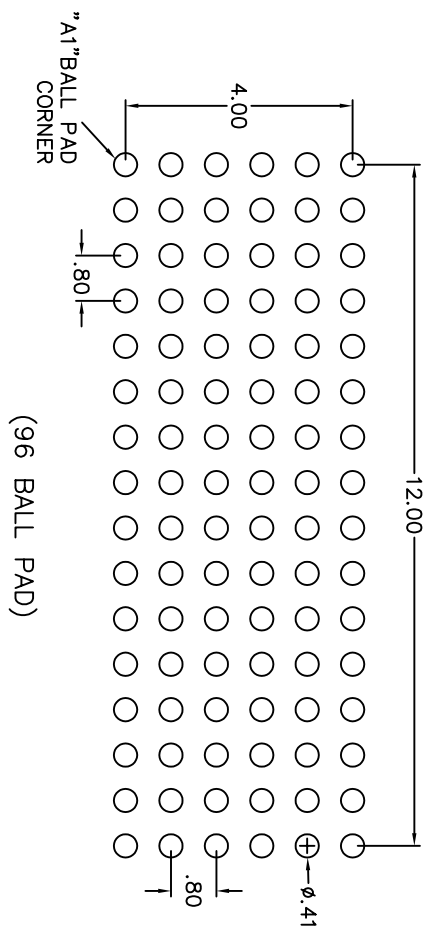 "A1"BALL PAD
CORNER
4.00
12.00
.80
.80
ø.41
(96 BALL PAD)